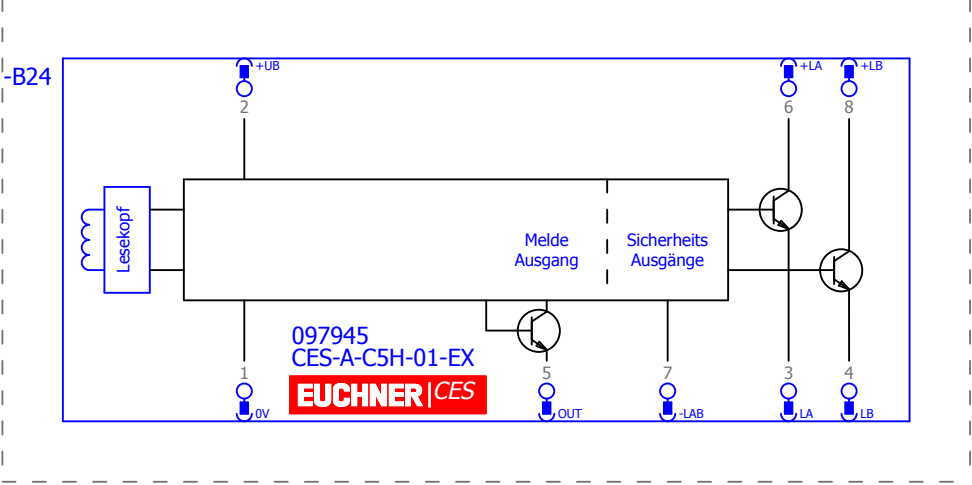 -B24
+UB
+LA
+LB
2
6
8
Lesekopf
Melde
Ausgang
Sicherheits
Ausgänge
097945
CES-A-C5H-01-EX
EUCHNER CES
1
5
7
3
4
0V
OUT
-LAB
LA
LB